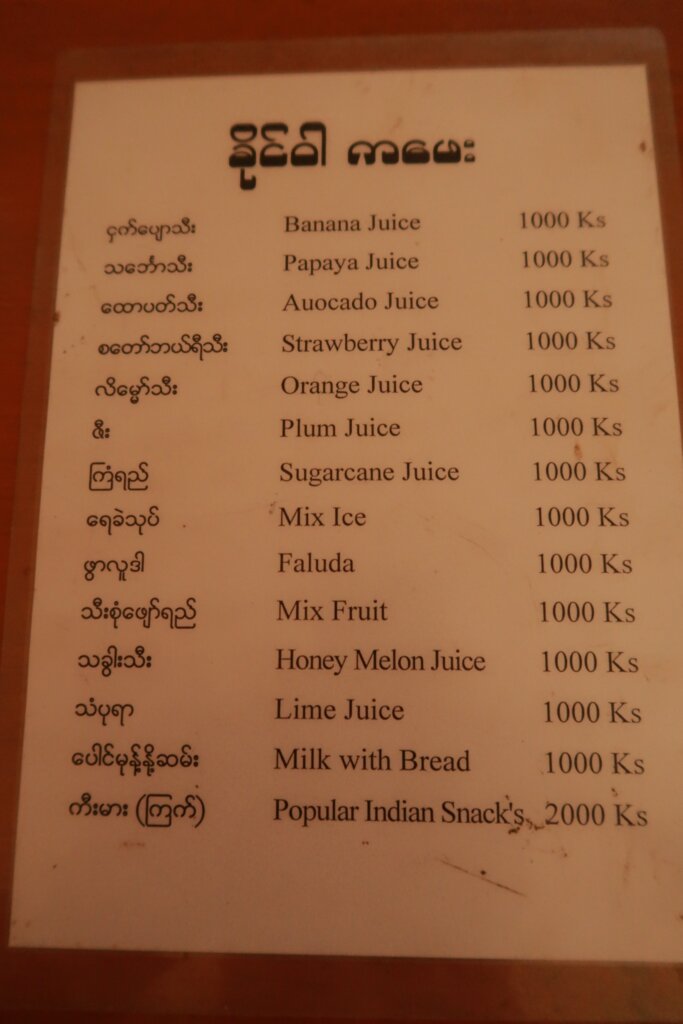 ခိုင်ဝါ ကဖေး
ငှက်ပျောသီး Banana Juice 1000 Ks
သင်္ဘောသီး Papaya Juice 1000 Ks
ထောပတ်သီး Auocado Juice 1000 Ks
စတော်ဘယ်ရီသီး Strawberry Juice 1000 Ks
လိမ္မော်သီး Orange Juice 1000 Ks
ဇီး Plum Juice 1000 Ks
ကြံရည် Sugarcane Juice 1000 Ks
ရေခဲသုပ် Mix Ice 1000 Ks
ဖွာလူဒါ Faluda 1000 Ks
သီးစုံဖျော်ရည် Mix Fruit 1000 Ks
သခွါးသီး Honey Melon Juice 1000 Ks
သံပုရာ Lime Juice 1000 Ks
ပေါင်မုန့်နို့ဆမ်း Milk with Bread 1000 Ks
ကီးမား (ကြက်) Popular Indian Snack's 2000 Ks